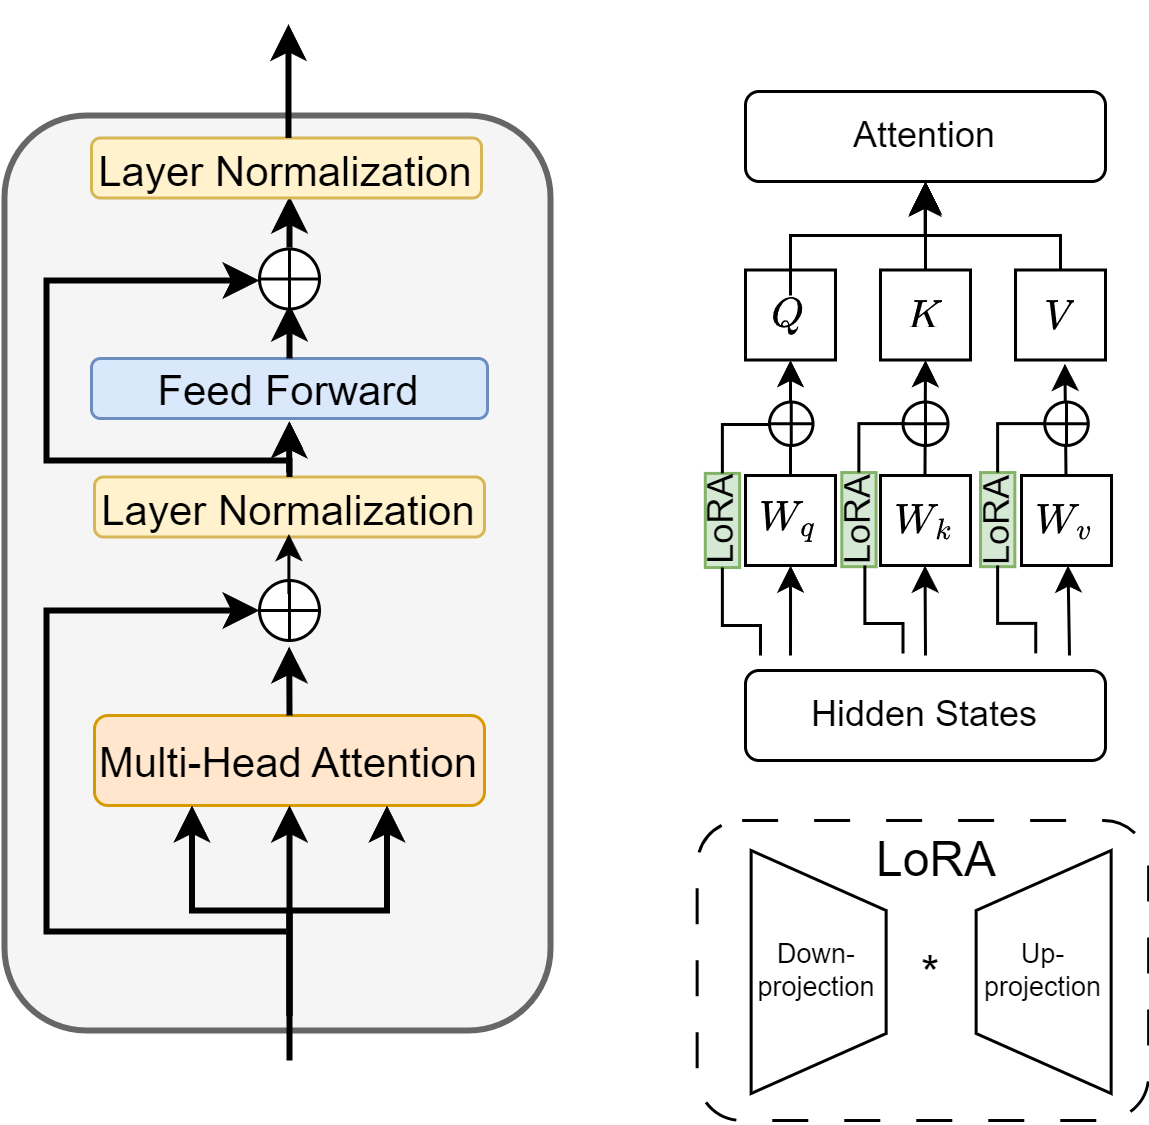 Layer Normalization
Feed Forward
Layer Normalization
Multi-Head Attention
Attention
Q K V
LoRA W_q LoRA W_k LoRA W_v
Hidden States
LoRA
Down-
projection
*
Up-
projection